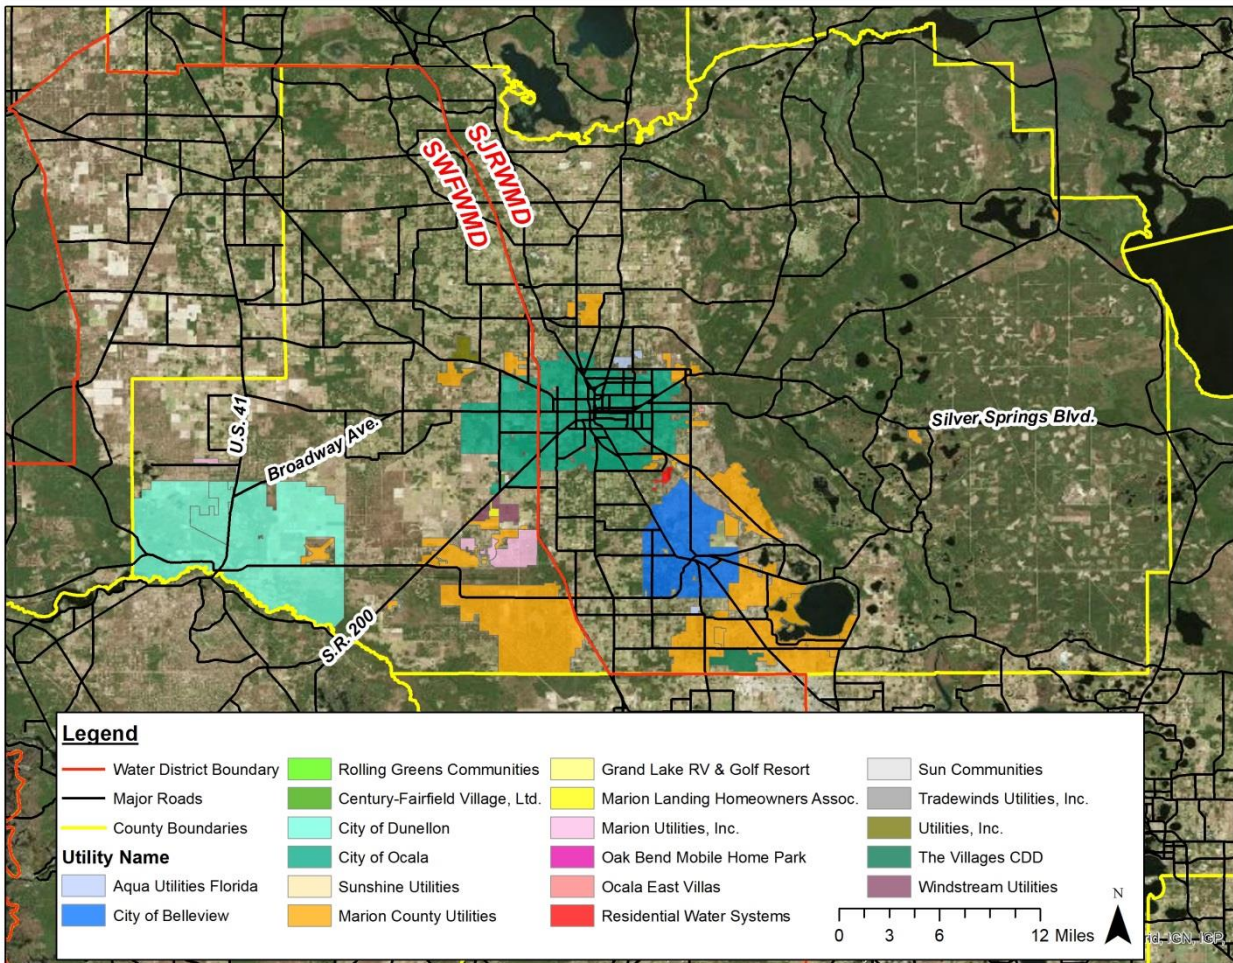 SJRWMD
SWFWMD
U.S. 41
Broadway Ave.
Silver Springs Blvd.
S.R. 200
Legend
Water District Boundary
Major Roads
County Boundaries
Utility Name
Aqua Utilities Florida
City of Belleview
Rolling Greens Communities
Century-Fairfield Village, Ltd.
City of Dunellon
City of Ocala
Sunshine Utilities
Marion County Utilities
Grand Lake RV & Golf Resort
Marion Landing Homeowners Assoc.
Marion Utilities, Inc.
Oak Bend Mobile Home Park
Ocala East Villas
Residential Water Systems
Sun Communities
Tradewinds Utilities, Inc.
Utilities, Inc.
The Villages CDD
Windstream Utilities
0 3 6 12 Miles
N
IGN, IGP,